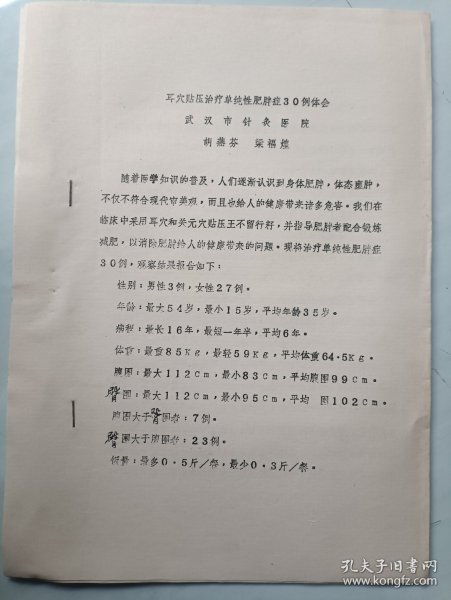 耳穴贴压治疗单纯性肥胖症30例体会
武汉市针灸医院
胡燕芬 梁福煌
随着医学知识的普及，人们逐渐认识到身体肥胖，体态臃肿，
不仅不符合现代审美观，而且也给人的健康带来诸多危害。我们在
临床中采用耳穴和关元穴贴压王不留行籽，并指导肥胖者配合锻炼
减肥，以消除肥胖给人的健康带来的问题。现将治疗单纯性肥胖症
30例，观察结果报告如下：
性别：男性3例，女性27例。
年龄：最大54岁，最小15岁，平均年龄35岁。
病程：最长16年，最短一年半，平均6年。
体重：最重85Kg，最轻59Kg，平均体重64·5Kg。
腹围：最大112cm，最小83cm，平均腹围99cm。
臀围：最大112cm，最小95cm，平均 围102cm。
腹围大于臀围者：7例。
臀围大于腹围者：23例。
饭量：最多0·5斤/餐，最少0·3斤/餐。
孔夫子旧书网
www.kongfz.com